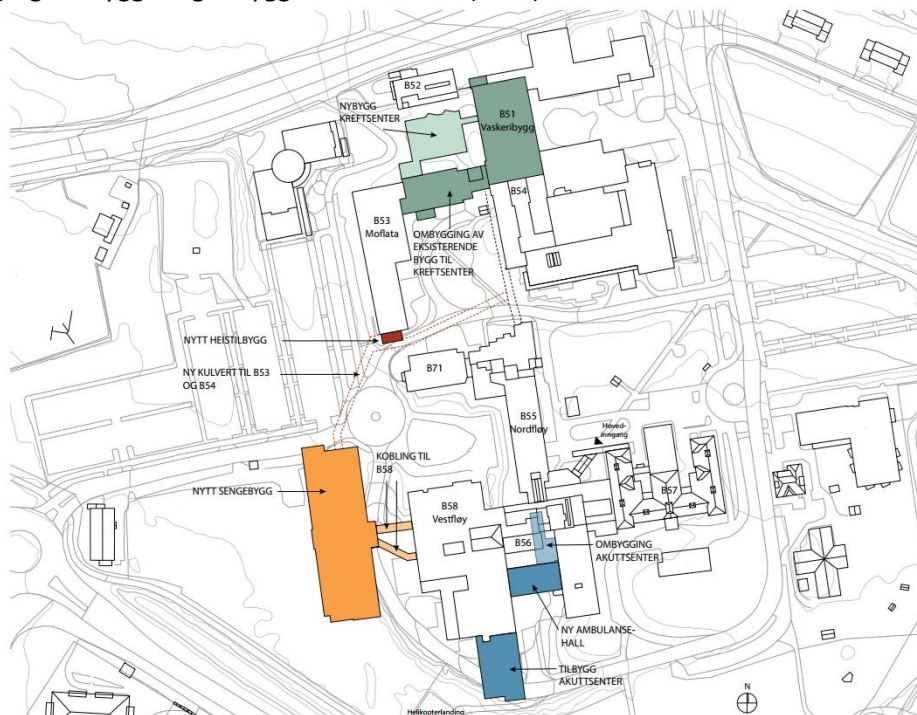 B52
NYBYGG
KREFTSENTER
B51
Vaskeribygg
B54
B53
Moflata
OMBYGGING AV
EKSISTERENDE
BYGG TIL
KREFTSENTER
NYTT HEISTILBYGG
NY KULVERT TIL B53
OG B54
B71
B55
Nordfløy
Hoved-
inngang
KOBLING TIL
B58
NYTT SENGEBYGG
B58
Vestfløy
B57
B56
OMBYGGING
AKUTTSENTER
NY AMBULANSE-
HALL
TILBYGG
AKUTTSENTER
N
Helikopterlanding